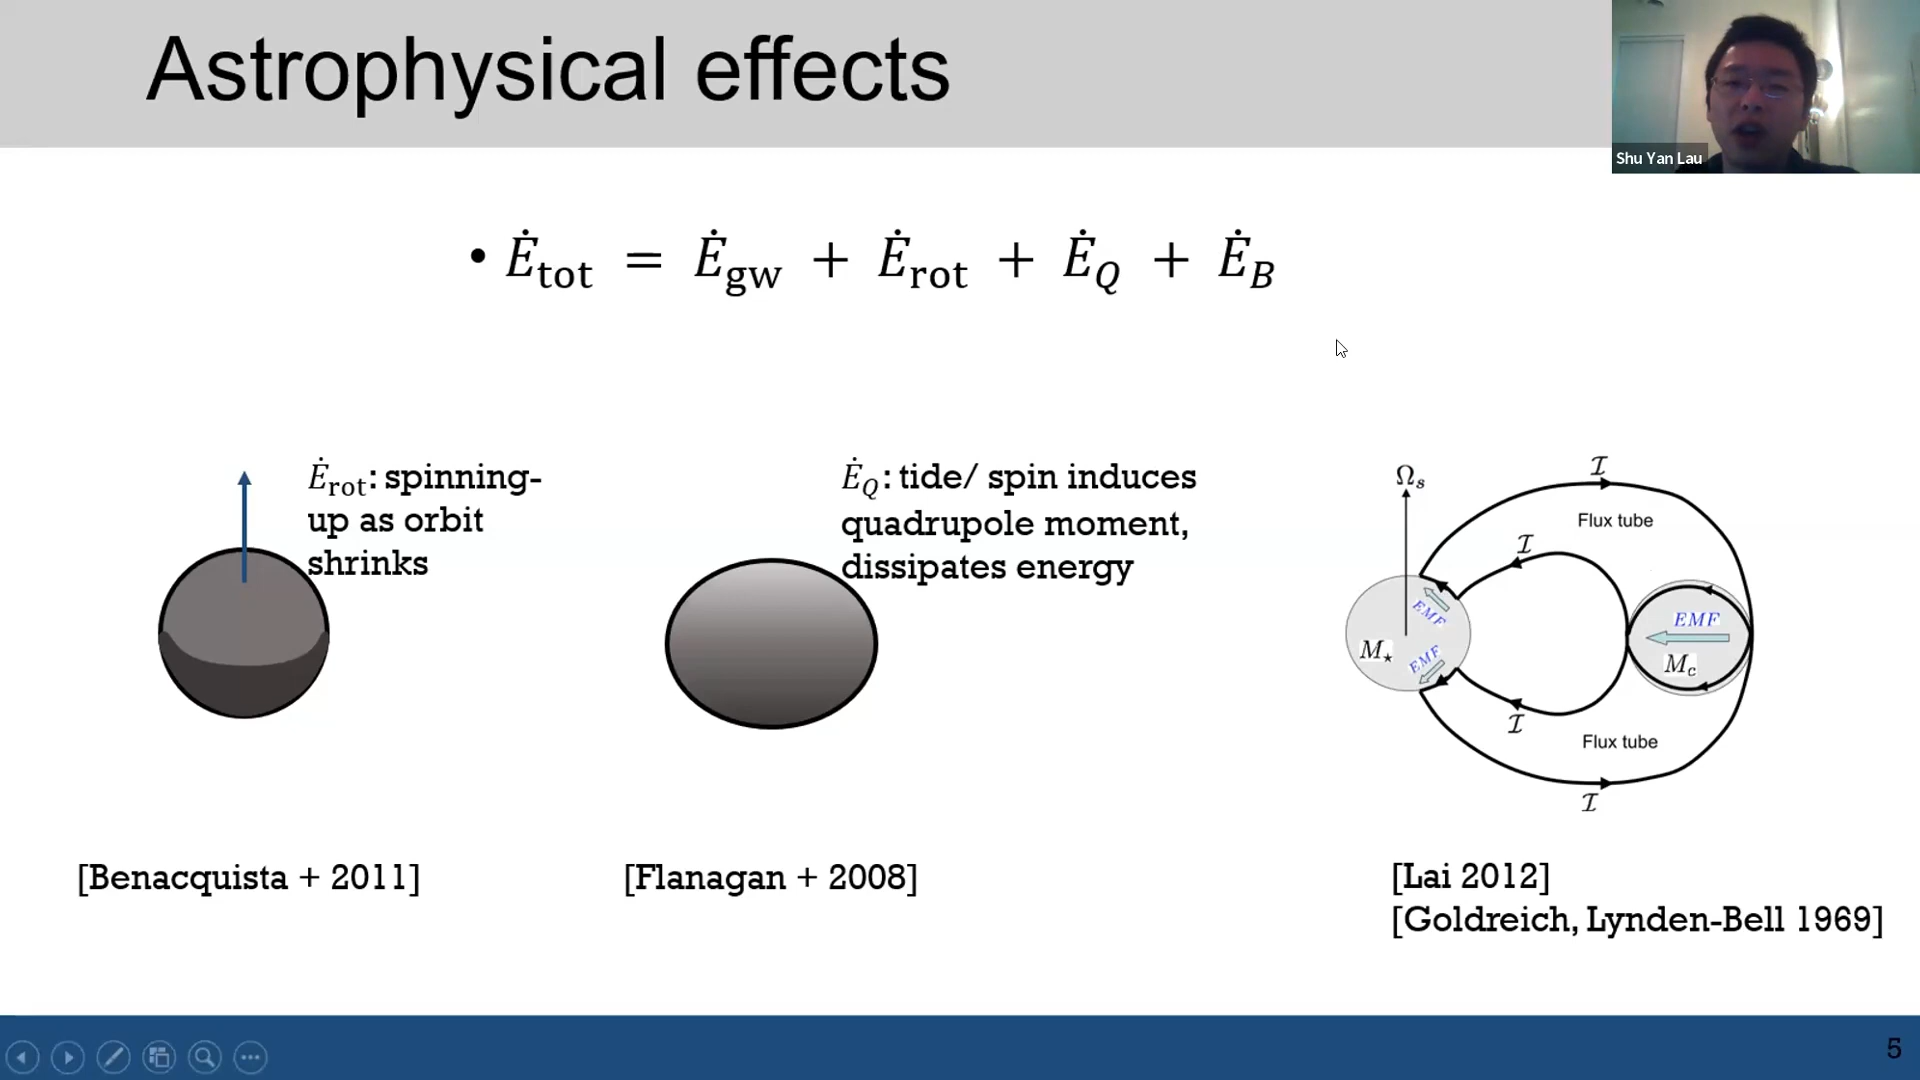 Astrophysical effects
Shu Yan Lau
• Ė_tot = Ė_gw + Ė_rot + Ė_Q + Ė_B
Ė_rot: spinning-
up as orbit
shrinks
Ė_Q: tide/ spin induces
quadrupole moment,
dissipates energy
Ω_s
ℐ
Flux tube
ℐ
EMF
EMF
M_⋆
EMF
M_c
ℐ
Flux tube
ℐ
[Benacquista + 2011]
[Flanagan + 2008]
[Lai 2012]
[Goldreich, Lynden-Bell 1969]
5